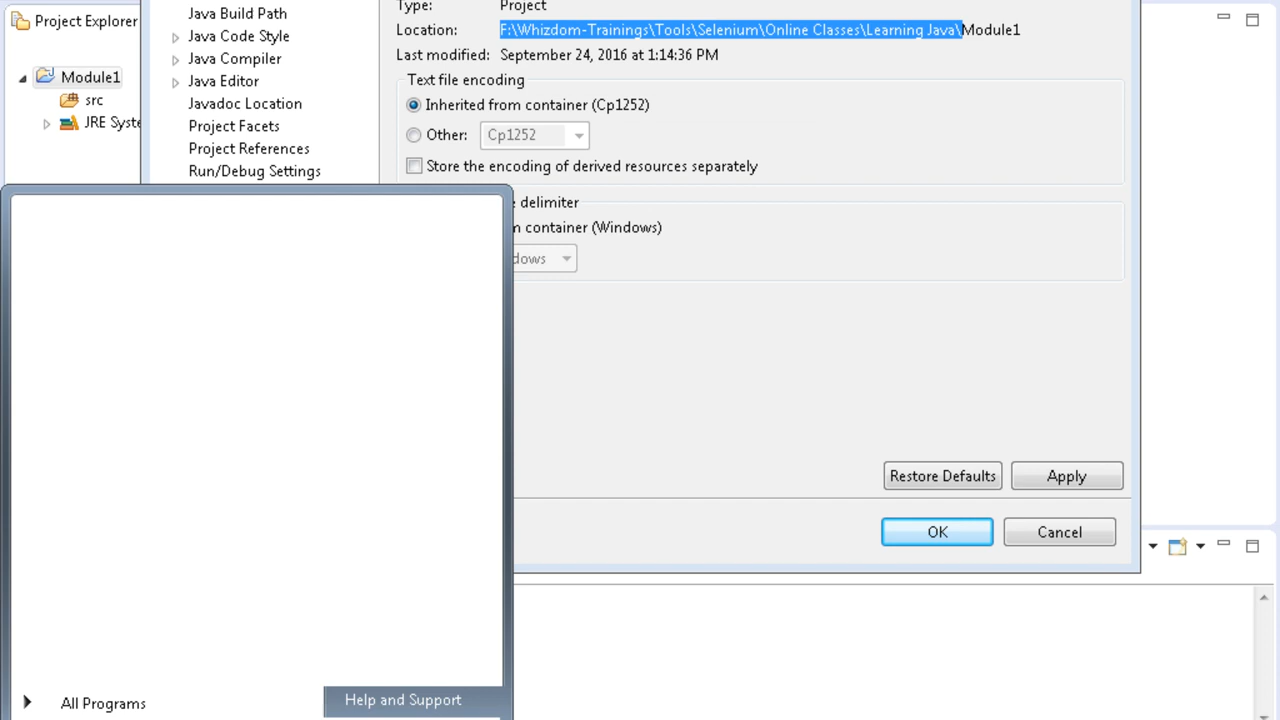 Project Explorer
Module1
src
JRE Syste
Java Build Path
Java Code Style
Java Compiler
Java Editor
Javadoc Location
Project Facets
Project References
Run/Debug Settings
Type: Project
Location: F:\Whizdom-Trainings\Tools\Selenium\Online Classes\Learning Java\Module1
Last modified: September 24, 2016 at 1:14:36 PM
Text file encoding
Inherited from container (Cp1252)
Other: Cp1252
Store the encoding of derived resources separately
e delimiter
n container (Windows)
dows
Restore Defaults Apply
OK Cancel
All Programs
Help and Support